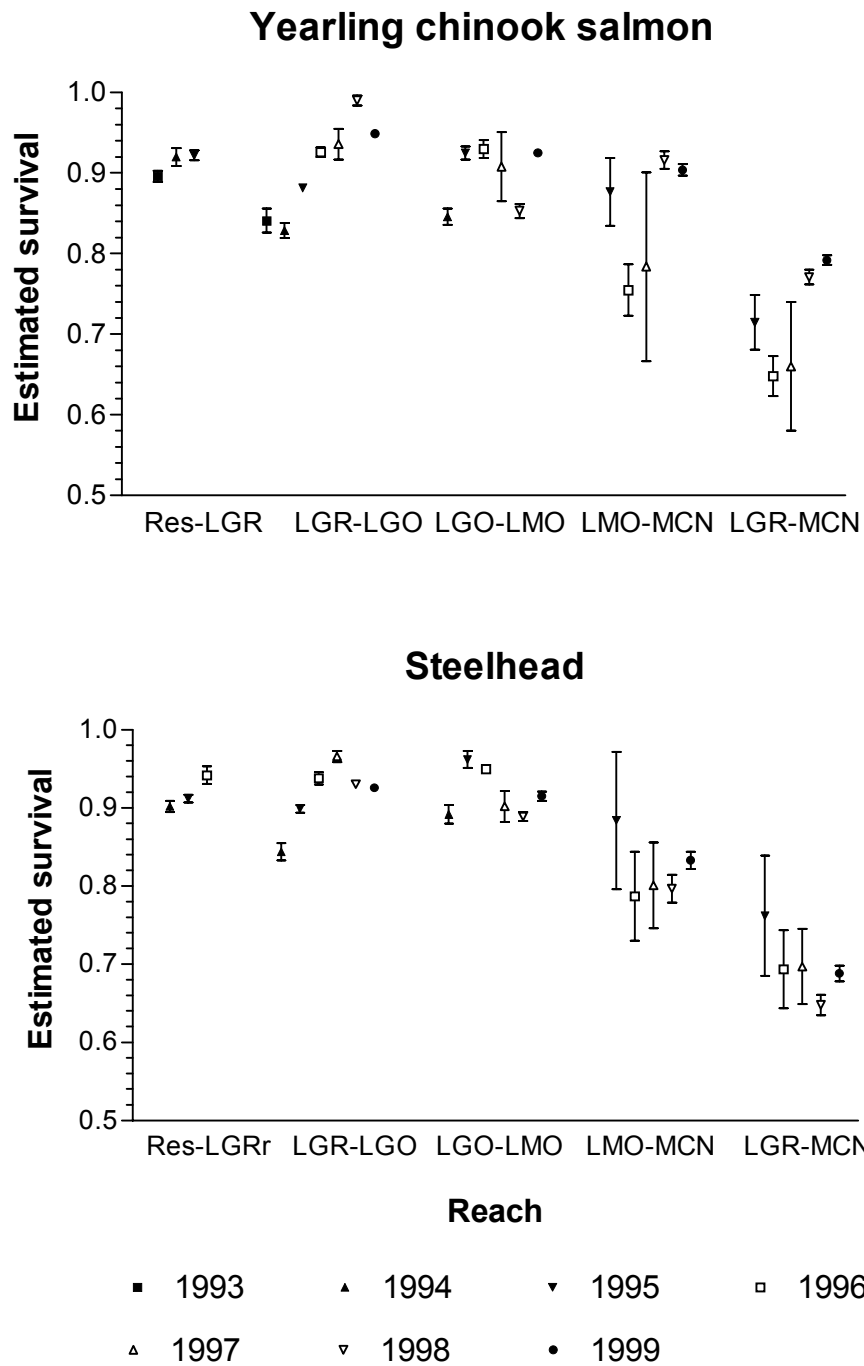 Yearling chinook salmon
1.0
0.9
0.8
0.7
0.6
0.5
Estimated survival
Res-LGR LGR-LGO LGO-LMO LMO-MCN LGR-MCN
Steelhead
1.0
0.9
0.8
0.7
0.6
0.5
Estimated survival
Res-LGRr LGR-LGO LGO-LMO LMO-MCN LGR-MCN
Reach
1993 1994 1995 1996
1997 1998 1999